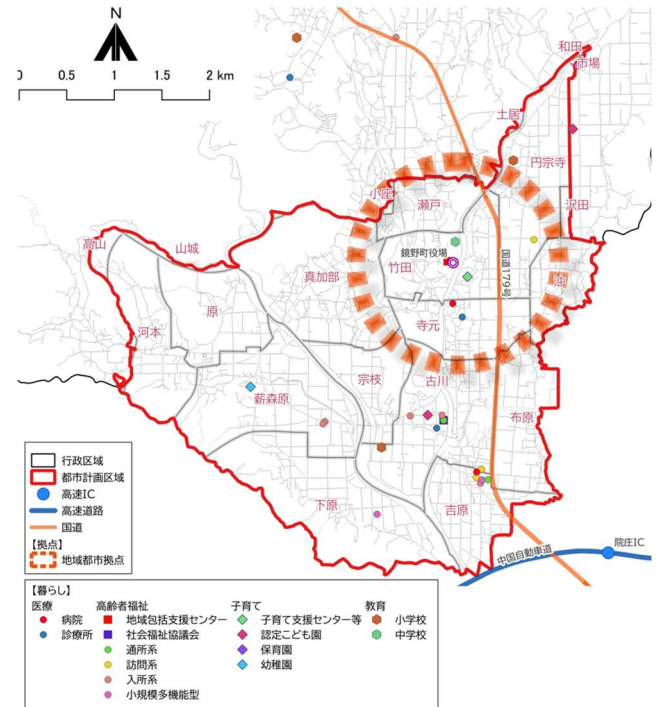 N
0 0.5 1 2 km
和田
市場
土居
円宗寺
小座
瀬戸
沢田
高山
山城
鏡野町役場
国道179号
竹田
真加部
原
河本
寺元
宗枝
古川
薪森原
布原
下原
吉原
中国自動車道
院庄IC
行政区域
都市計画区域
高速IC
高速道路
国道
【拠点】
地域都市拠点
【暮らし】
医療 高齢者福祉 子育て 教育
病院 地域包括支援センター 子育て支援センター等 小学校
診療所 社会福祉協議会 認定こども園 中学校
通所系 保育園
訪問系 幼稚園
入所系
小規模多機能型